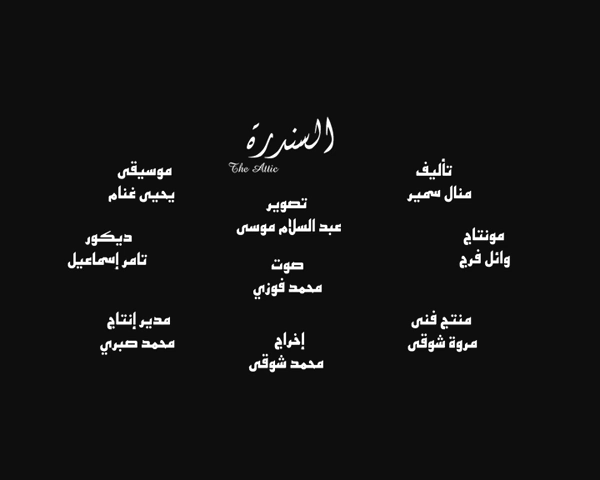 السندرة
The Attic
تأليف
منال سمير
موسيقى
يحيى غنام
تصوير
عبد السلام موسى
مونتاج
وائل فرج
ديكور
تامر إسماعيل
صوت
محمد فوزي
منتج فنى
مروة شوقى
مدير إنتاج
محمد صبري
إخراج
محمد شوقى